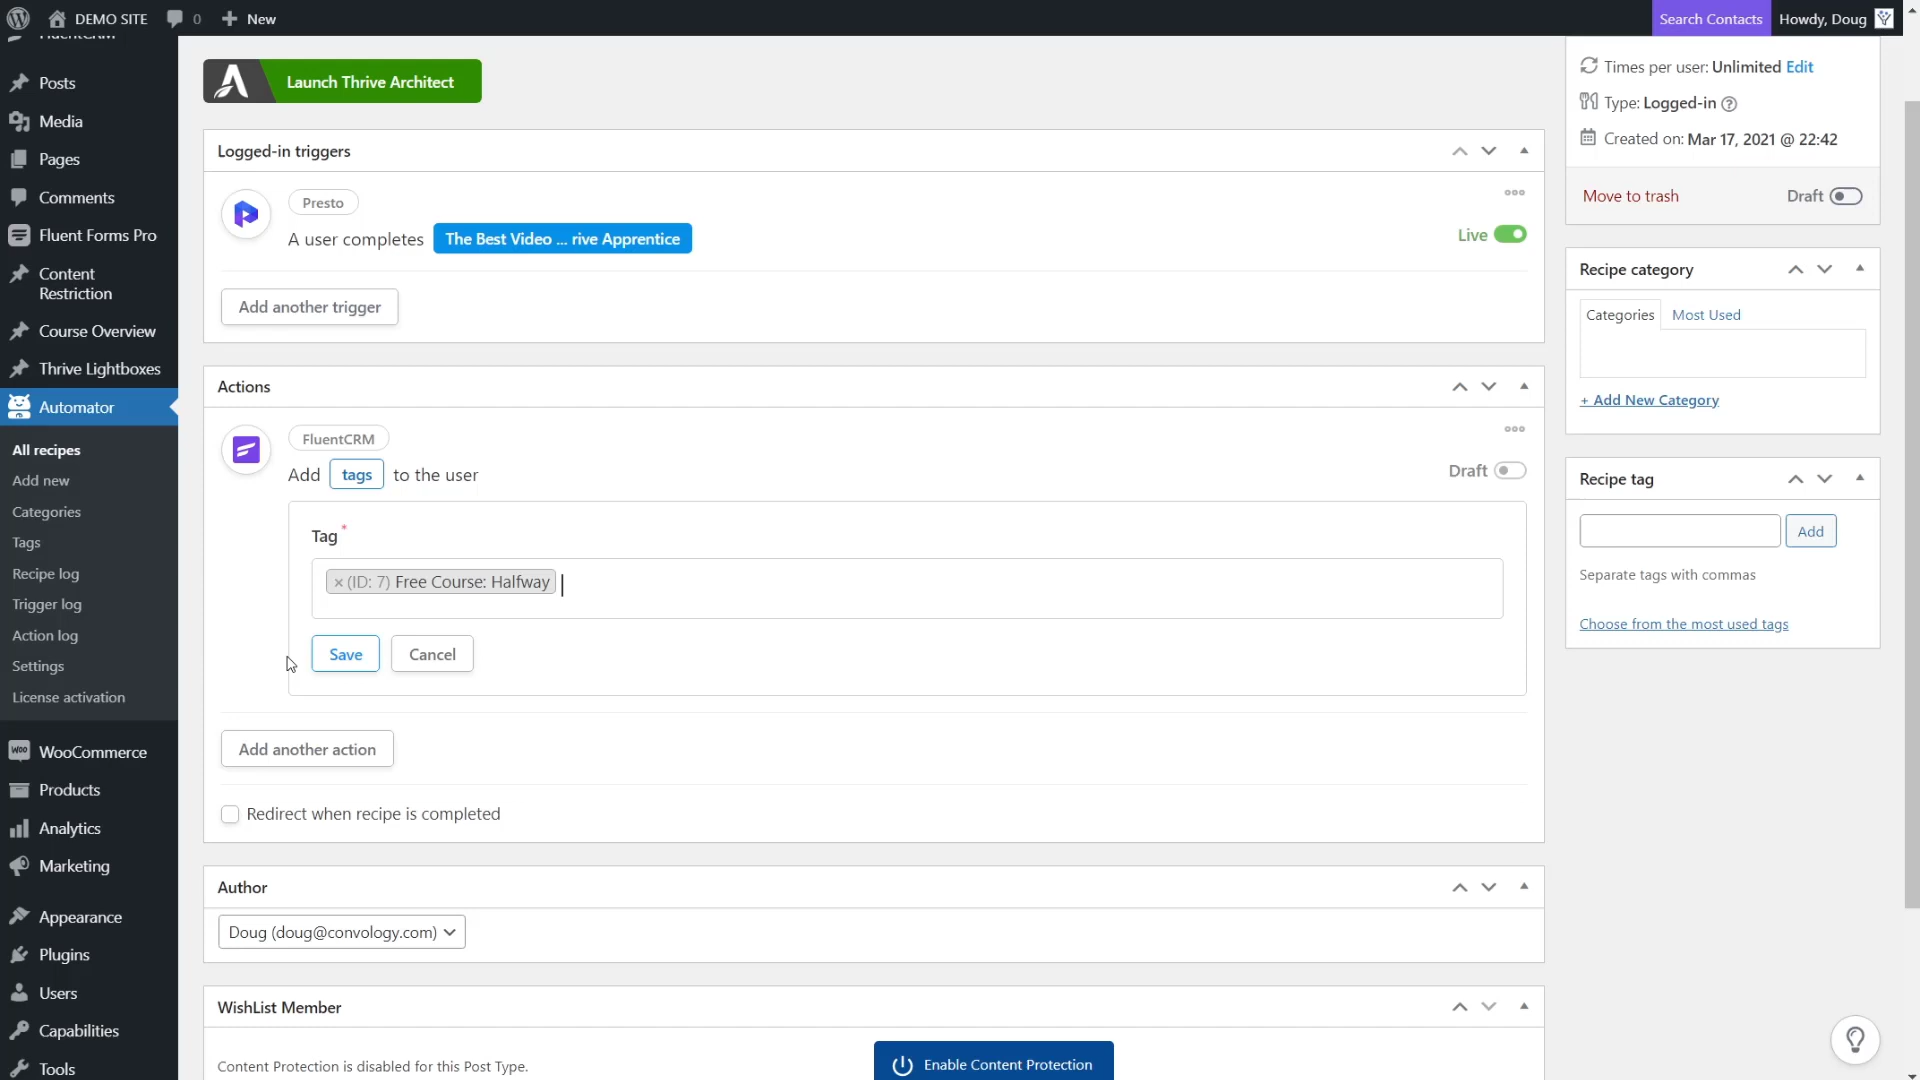 DEMO SITE
0
New
Search Contacts
Howdy, Doug
FluentCRM
Posts
Media
Pages
Comments
Fluent Forms Pro
Content
Restriction
Course Overview
Thrive Lightboxes
Automator
All recipes
Add new
Categories
Tags
Recipe log
Trigger log
Action log
Settings
License activation
WooCommerce
Products
Analytics
Marketing
Appearance
Plugins
Users
Capabilities
Tools
Launch Thrive Architect
Logged-in triggers
Presto
A user completes The Best Video ... rive Apprentice
Live
Add another trigger
Actions
FluentCRM
Add tags to the user
Draft
Tag *
×(ID: 7) Free Course: Halfway
Save
Cancel
Add another action
Redirect when recipe is completed
Author
Doug (doug@convology.com)
WishList Member
Content Protection is disabled for this Post Type.
Enable Content Protection
Times per user: Unlimited Edit
Type: Logged-in ?
Created on: Mar 17, 2021 @ 22:42
Move to trash
Draft
Recipe category
Categories
Most Used
+ Add New Category
Recipe tag
Add
Separate tags with commas
Choose from the most used tags